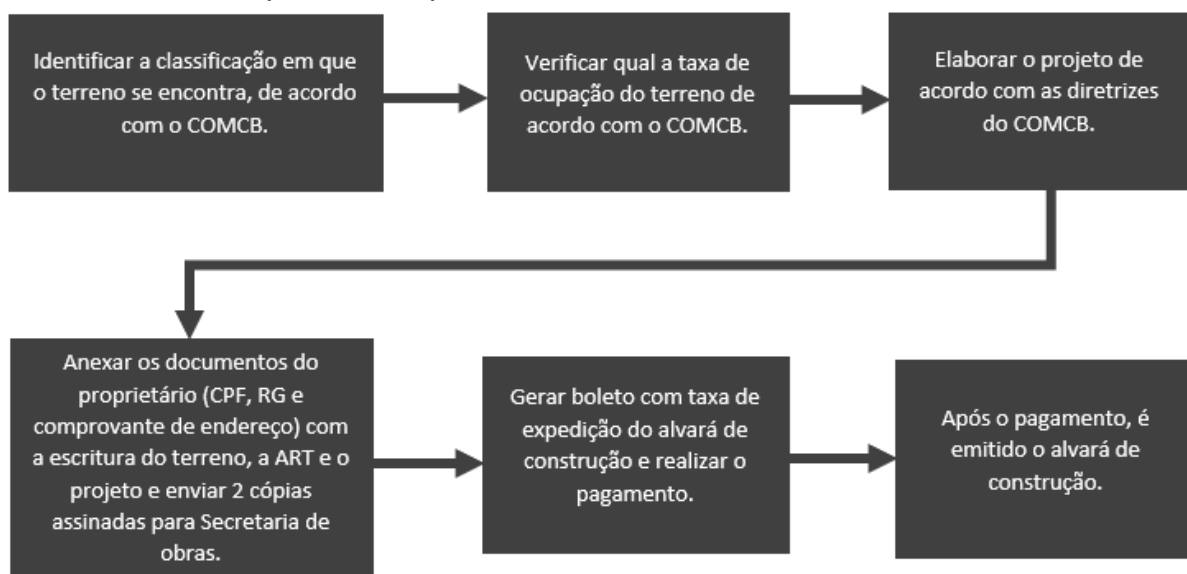 Identificar a classificação em que
o terreno se encontra, de acordo
com o COMCB.
Verificar qual a taxa de
ocupação do terreno de
acordo com o COMCB.
Elaborar o projeto de
acordo com as diretrizes
do COMCB.
Anexar os documentos do
proprietário (CPF, RG e
comprovante de endereço) com
a escritura do terreno, a ART e o
projeto e enviar 2 cópias
assinadas para Secretaria de
obras.
Gerar boleto com taxa de
expedição do alvará de
construção e realizar o
pagamento.
Após o pagamento, é
emitido o alvará de
construção.